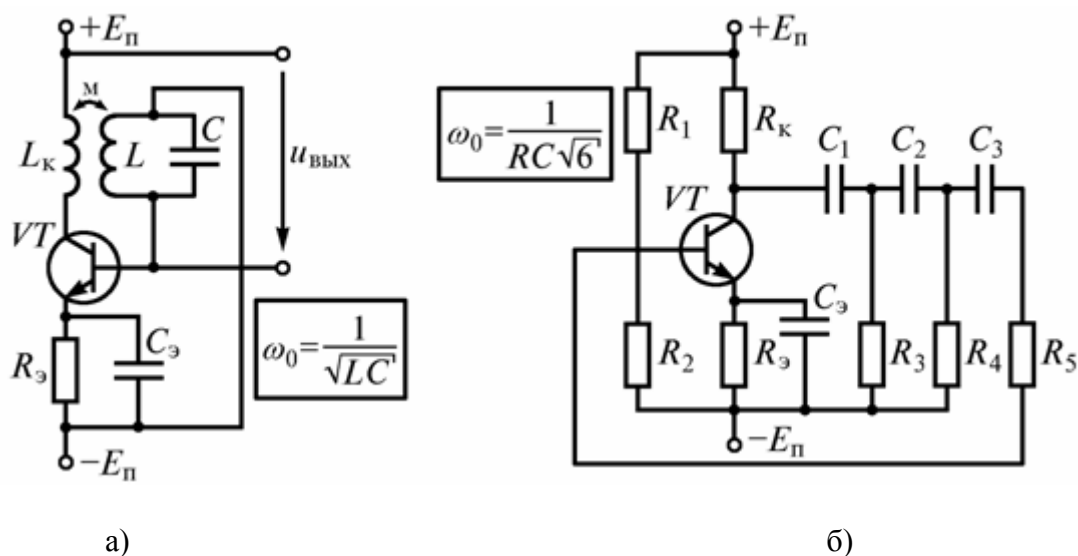 +Eп
м
Lк
L
C
uвых
VT
Cэ
Rэ
ω0=1/√LC
−Eп
а)
+Eп
ω0=1/RC√6
R1
Rк
C1
C2
C3
VT
Cэ
R2
Rэ
R3
R4
R5
−Eп
б)